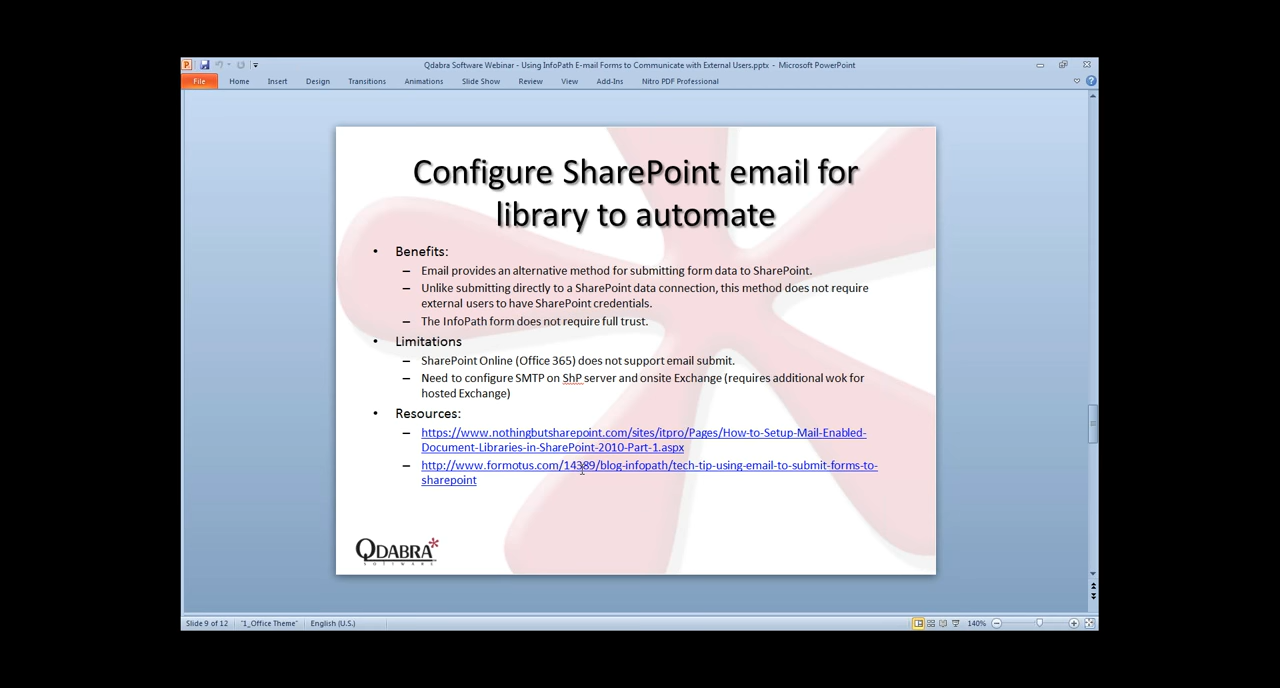 Qdabra Software Webinar - Using InfoPath E-mail Forms to Communicate with External Users.pptx - Microsoft PowerPoint
File Home Insert Design Transitions Animations Slide Show Review View Add-Ins Nitro PDF Professional
Configure SharePoint email for
library to automate
• Benefits:
– Email provides an alternative method for submitting form data to SharePoint.
– Unlike submitting directly to a SharePoint data connection, this method does not require
external users to have SharePoint credentials.
– The InfoPath form does not require full trust.
• Limitations
– SharePoint Online (Office 365) does not support email submit.
– Need to configure SMTP on ShP server and onsite Exchange (requires additional wok for
hosted Exchange)
• Resources:
– https://www.nothingbutsharepoint.com/sites/itpro/Pages/How-to-Setup-Mail-Enabled-
Document-Libraries-in-SharePoint-2010-Part-1.aspx
– http://www.formotus.com/14389/blog-infopath/tech-tip-using-email-to-submit-forms-to-
sharepoint
QDABRA
SOFTWARE
Slide 9 of 12 "1_Office Theme" English (U.S.) 140%